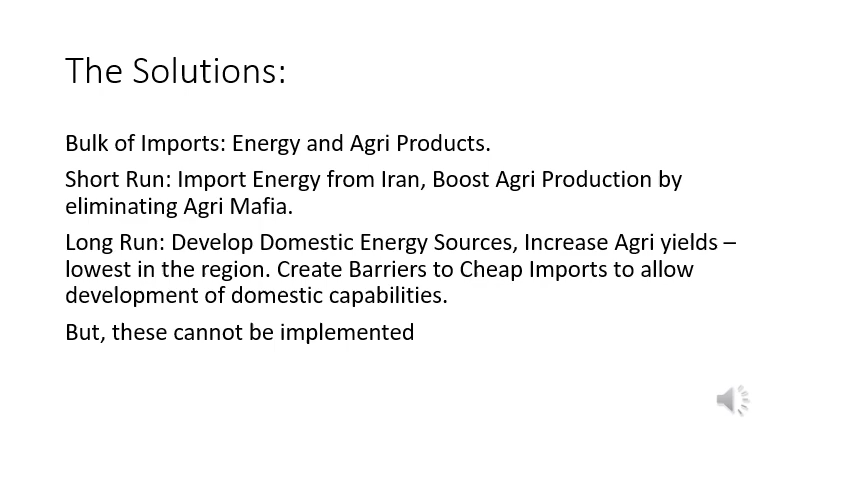 The Solutions:
Bulk of Imports: Energy and Agri Products.
Short Run: Import Energy from Iran, Boost Agri Production by
eliminating Agri Mafia.
Long Run: Develop Domestic Energy Sources, Increase Agri yields –
lowest in the region. Create Barriers to Cheap Imports to allow
development of domestic capabilities.
But, these cannot be implemented